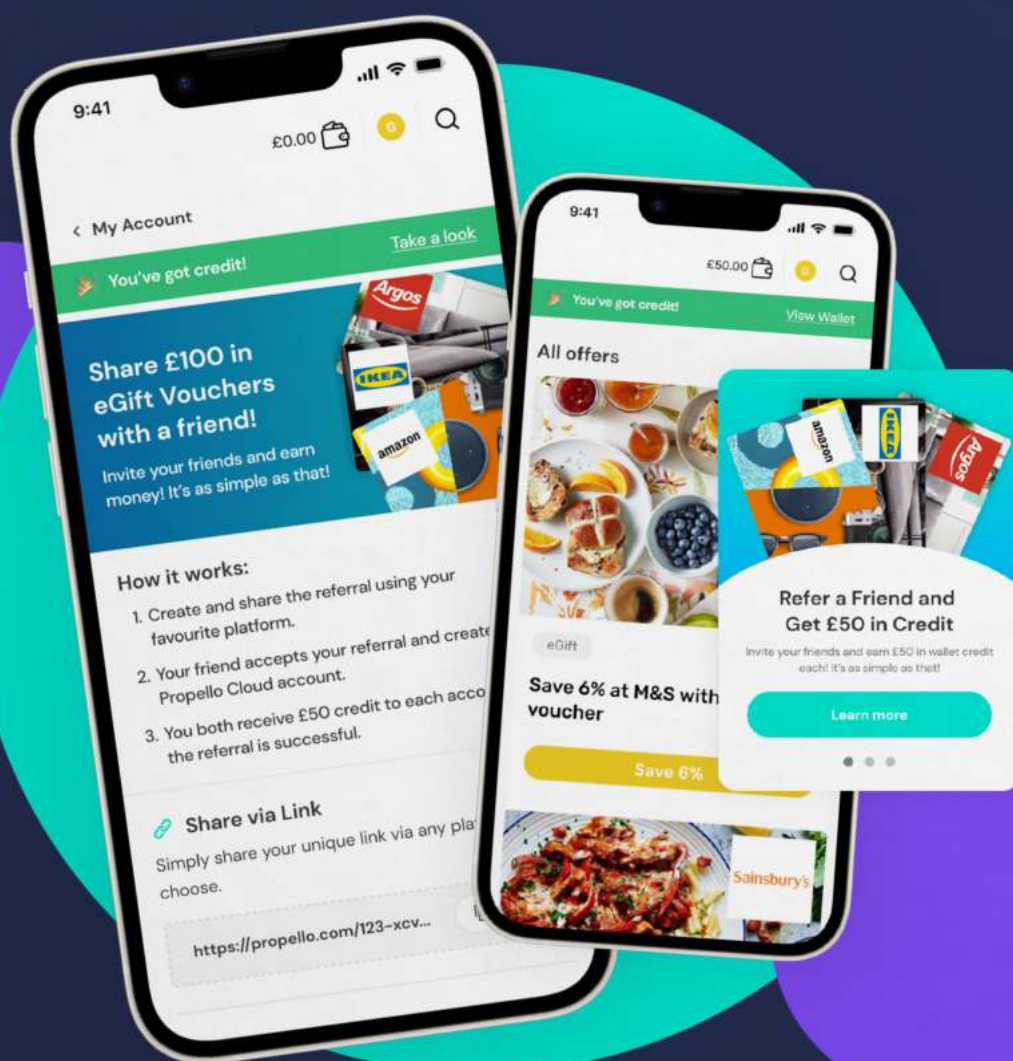 9:41
£0.00
G
< My Account
You've got credit!
Take a look
Share £100 in
eGift Vouchers
with a friend!
Invite your friends and earn
money! It's as simple as that!
Argos
IKEA
amazon
How it works:
1. Create and share the referral using your
favourite platform.
2. Your friend accepts your referral and create
Propello Cloud account.
3. You both receive £50 credit to each acco
the referral is successful.
Share via Link
Simply share your unique link via any pla
choose.
https://propello.com/123-xcv...
9:41
£50.00
G
You've got credit!
View Wallet
All offers
eGift
Save 6% at M&S with
voucher
Save 6%
Sainsbury's
amazon
IKEA
Argos
Refer a Friend and
Get £50 in Credit
Invite your friends and earn £50 in wallet credit
each! It's as simple as that!
Learn more